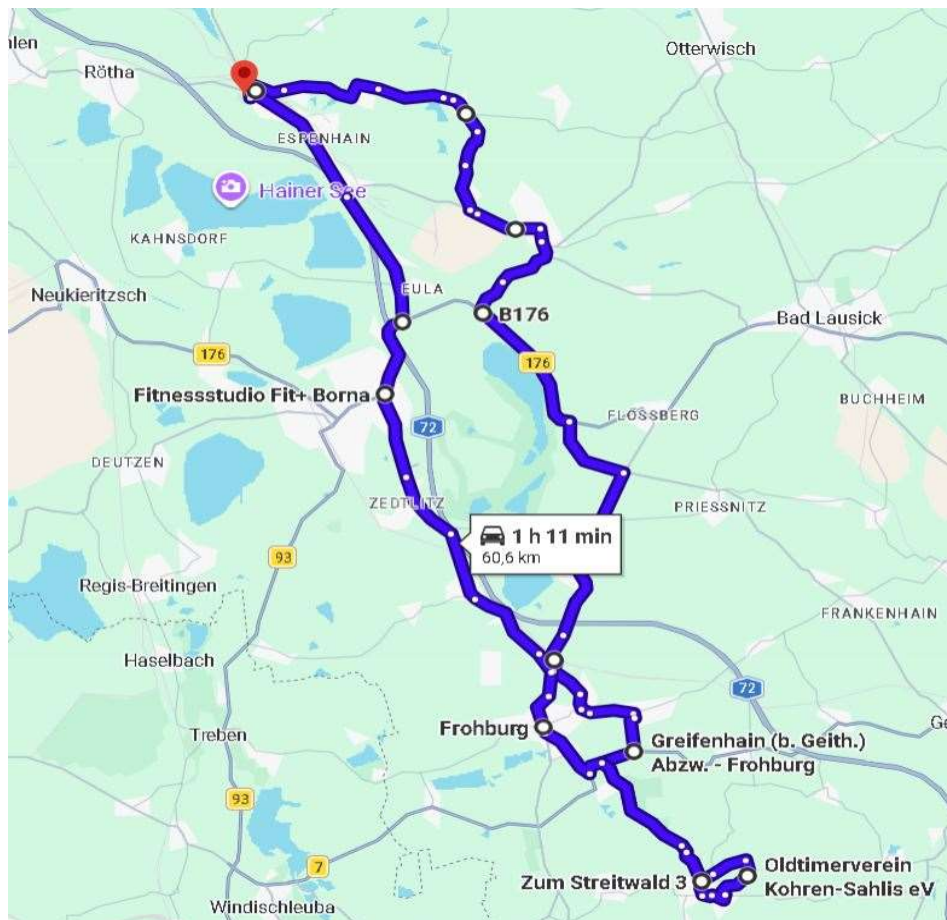 Otterwisch
hlen
Rötha
ESPENHAIN
Hainer See
KAHNSDORF
EULA
Neukieritzsch
B176
Bad Lausick
176
176
Fitnessstudio Fit+ Borna
BUCHHEIM
FLOSSBERG
72
DEUTZEN
ZEDTLITZ
PRIESSNITZ
1 h 11 min
60,6 km
93
Regis-Breitingen
FRANKENHAIN
Haselbach
72
Treben
Frohburg
Ge
Greifenhain (b. Geith.)
Abzw. - Frohburg
93
7
Zum Streitwald 3
Oldtimerverein
Kohren-Sahlis eV
Windischleuba